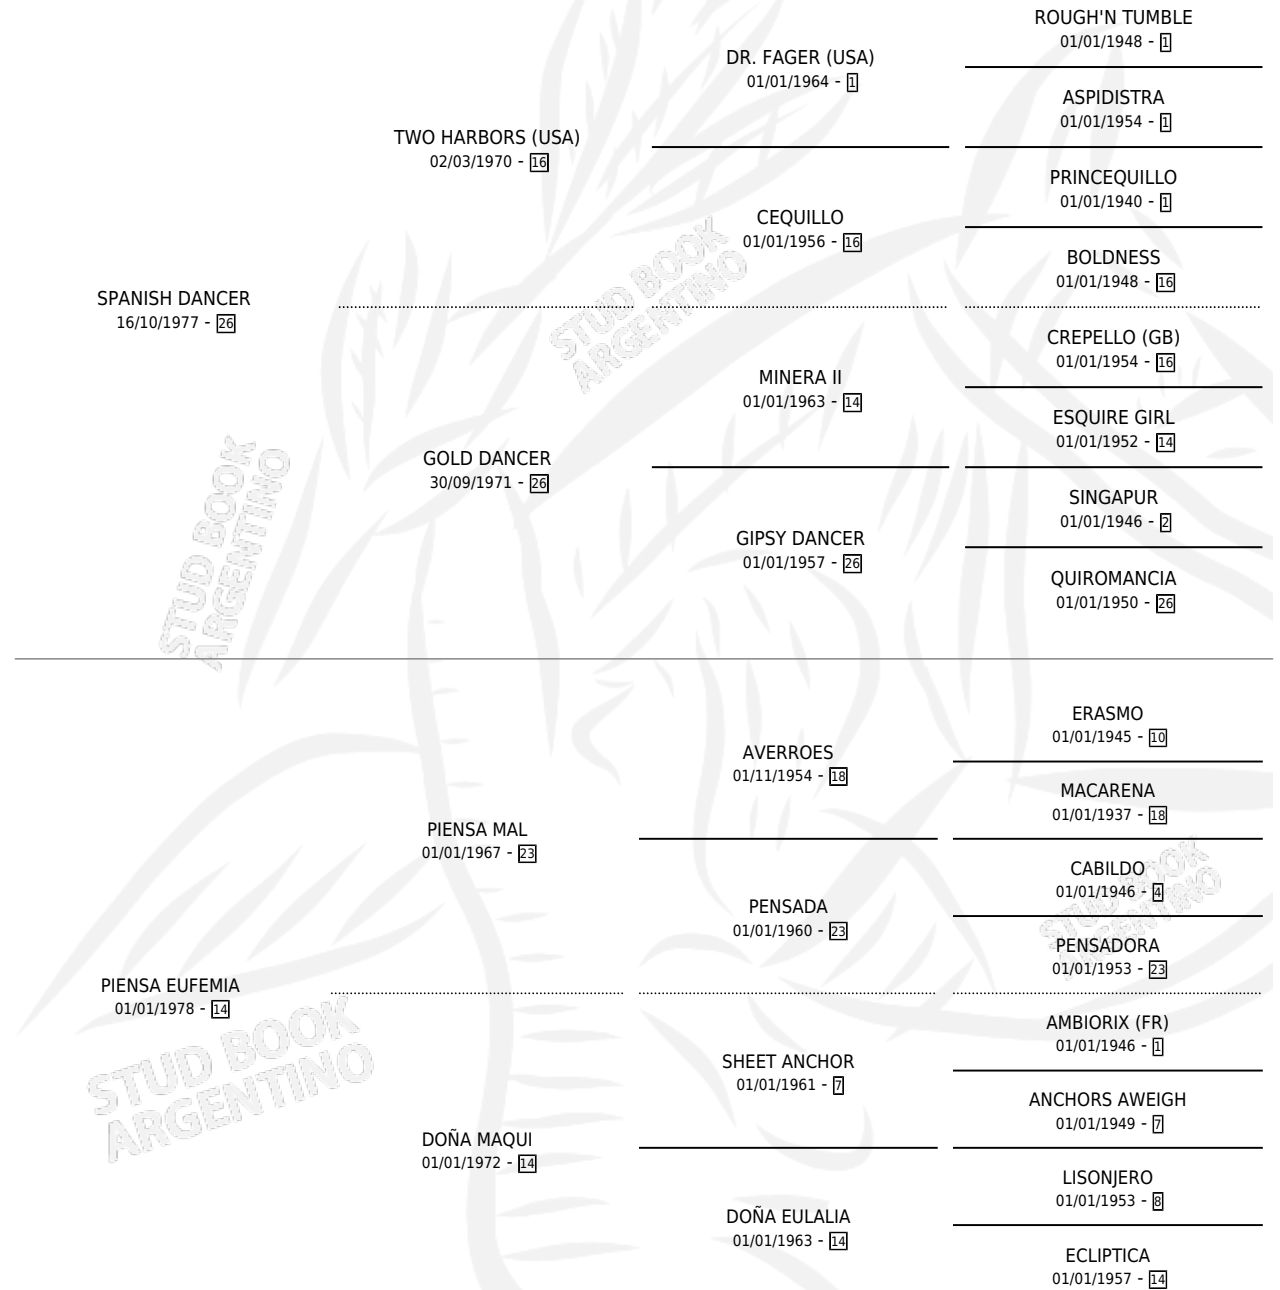 ROUGH'N TUMBLE
01/01/1948 - 1
DR. FAGER (USA)
01/01/1964 - 1
ASPIDISTRA
01/01/1954 - 1
TWO HARBORS (USA)
02/03/1970 - 16
PRINCEQUILLO
01/01/1940 - 1
CEQUILLO
01/01/1956 - 16
BOLDNESS
01/01/1948 - 16
SPANISH DANCER
16/10/1977 - 26
STUD BOOK
ARGENTINO
CREPELLO (GB)
01/01/1954 - 16
MINERA II
01/01/1963 - 14
ESQUIRE GIRL
01/01/1952 - 14
GOLD DANCER
30/09/1971 - 26
SINGAPUR
01/01/1946 - 2
GIPSY DANCER
01/01/1957 - 26
QUIROMANCIA
01/01/1950 - 26
STUD BOOK
ARGENTINO
ERASMO
01/01/1945 - 10
AVERROES
01/11/1954 - 18
MACARENA
01/01/1937 - 18
PIENSA MAL
01/01/1967 - 23
CABILDO
01/01/1946 - 4
PENSADA
01/01/1960 - 23
PENSADORA
01/01/1953 - 23
STUD BOOK
ARGENTINO
PIENSA EUFEMIA
01/01/1978 - 14
AMBIORIX (FR)
01/01/1946 - 1
SHEET ANCHOR
01/01/1961 - 7
ANCHORS AWEIGH
01/01/1949 - 7
STUD BOOK
ARGENTINO
DOÑA MAQUI
01/01/1972 - 14
LISONJERO
01/01/1953 - 8
DOÑA EULALIA
01/01/1963 - 14
ECLIPTICA
01/01/1957 - 14